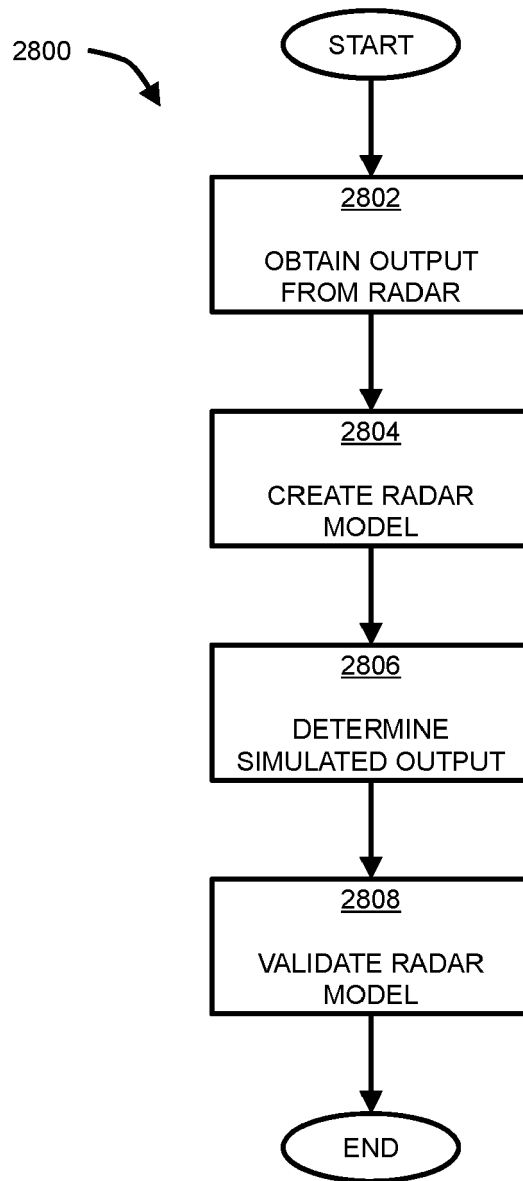 2800
START
2802
OBTAIN OUTPUT
FROM RADAR
2804
CREATE RADAR
MODEL
2806
DETERMINE
SIMULATED OUTPUT
2808
VALIDATE RADAR
MODEL
END